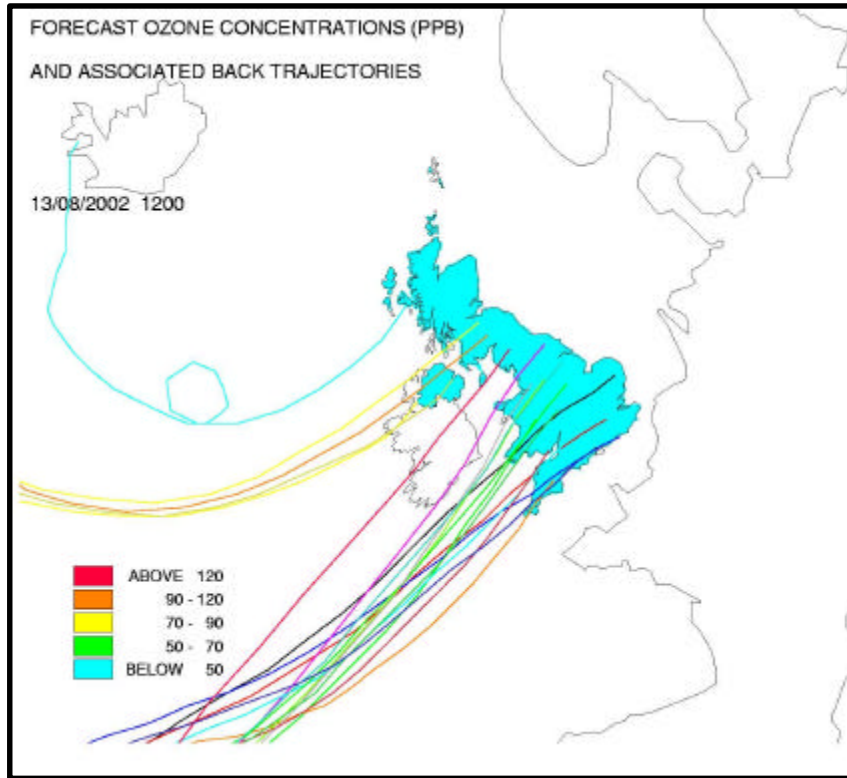 FORECAST OZONE CONCENTRATIONS (PPB)
AND ASSOCIATED BACK TRAJECTORIES
13/08/2002 1200
ABOVE 120
90 - 120
70 - 90
50 - 70
BELOW 50